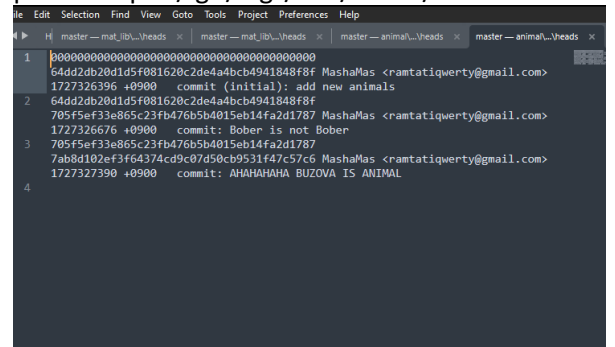 ile Edit Selection Find View Goto Tools Project Preferences Help
H master — mat_lib\...\heads × master — mat_lib\...\heads × master — animal\...\heads × master — animal\...\heads ×
1 0000000000000000000000000000000000000000
64dd2db20d1d5f081620c2de4a4bcb4941848f8f MashaMas <ramtatiqwerty@gmail.com>
1727326396 +0900 commit (initial): add new animals
2 64dd2db20d1d5f081620c2de4a4bcb4941848f8f
705f5ef33e865c23fb476b5b4015eb14fa2d1787 MashaMas <ramtatiqwerty@gmail.com>
1727326676 +0900 commit: Bober is not Bober
3 705f5ef33e865c23fb476b5b4015eb14fa2d1787
7ab8d102ef3f64374cd9c07d50cb9531f47c57c6 MashaMas <ramtatiqwerty@gmail.com>
1727327390 +0900 commit: AHAHAHAHA BUZOVA IS ANIMAL
4